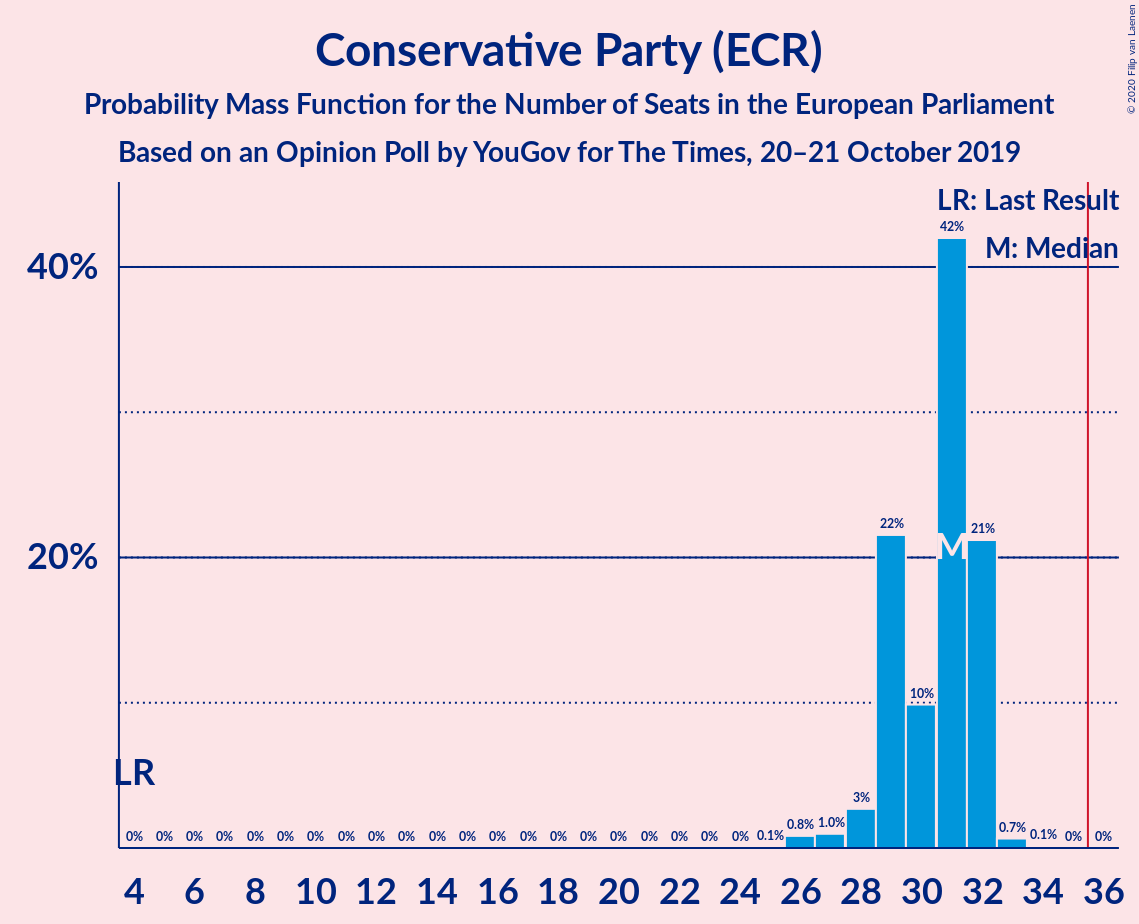 Conservative Party (ECR)
Probability Mass Function for the Number of Seats in the European Parliament
Based on an Opinion Poll by YouGov for The Times, 20–21 October 2019
© 2020 Filip van Laenen
LR: Last Result
M: Median
40%
20%
42%
22%
21%
10%
M
LR
3%
0% 0% 0% 0% 0% 0% 0% 0% 0% 0% 0% 0% 0% 0% 0% 0% 0% 0% 0% 0% 0% 0.1% 0.8% 1.0% 0.7% 0.1% 0% 0%
4 6 8 10 12 14 16 18 20 22 24 26 28 30 32 34 36